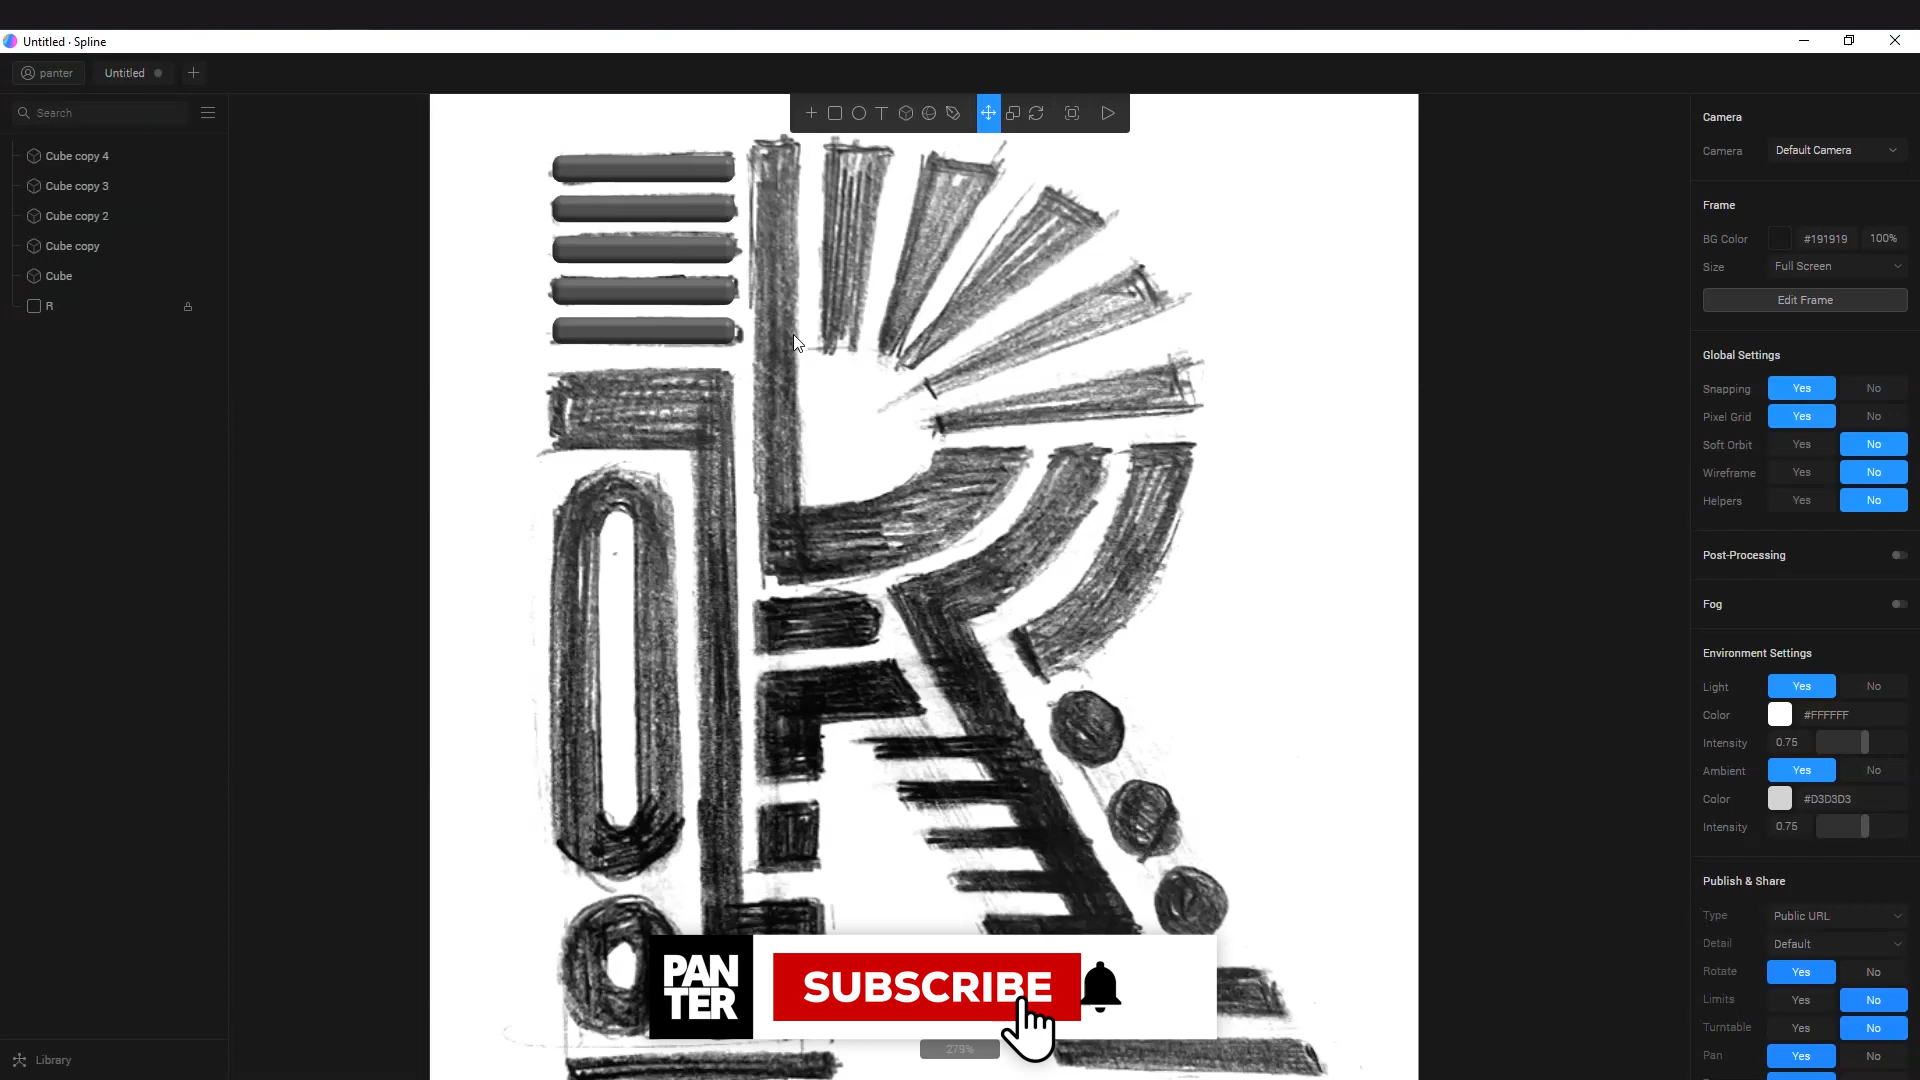 Untitled · Spline
panter
Untitled
Search
Cube copy 4
Cube copy 3
Cube copy 2
Cube copy
Cube
R
Library
Camera
Camera Default Camera
Frame
BG Color #191919 100%
Size Full Screen
Edit Frame
Global Settings
Snapping Yes No
Pixel Grid Yes No
Soft Orbit Yes No
Wireframe Yes No
Helpers Yes No
Post-Processing
Fog
Environment Settings
Light Yes No
Color #FFFFFF
Intensity 0.75
Ambient Yes No
Color #D3D3D3
Intensity 0.75
Publish & Share
Type Public URL
Detail Default
Rotate Yes No
Limits Yes No
Turntable Yes No
Pan Yes No
PAN
TER
SUBSCRIBE
279%